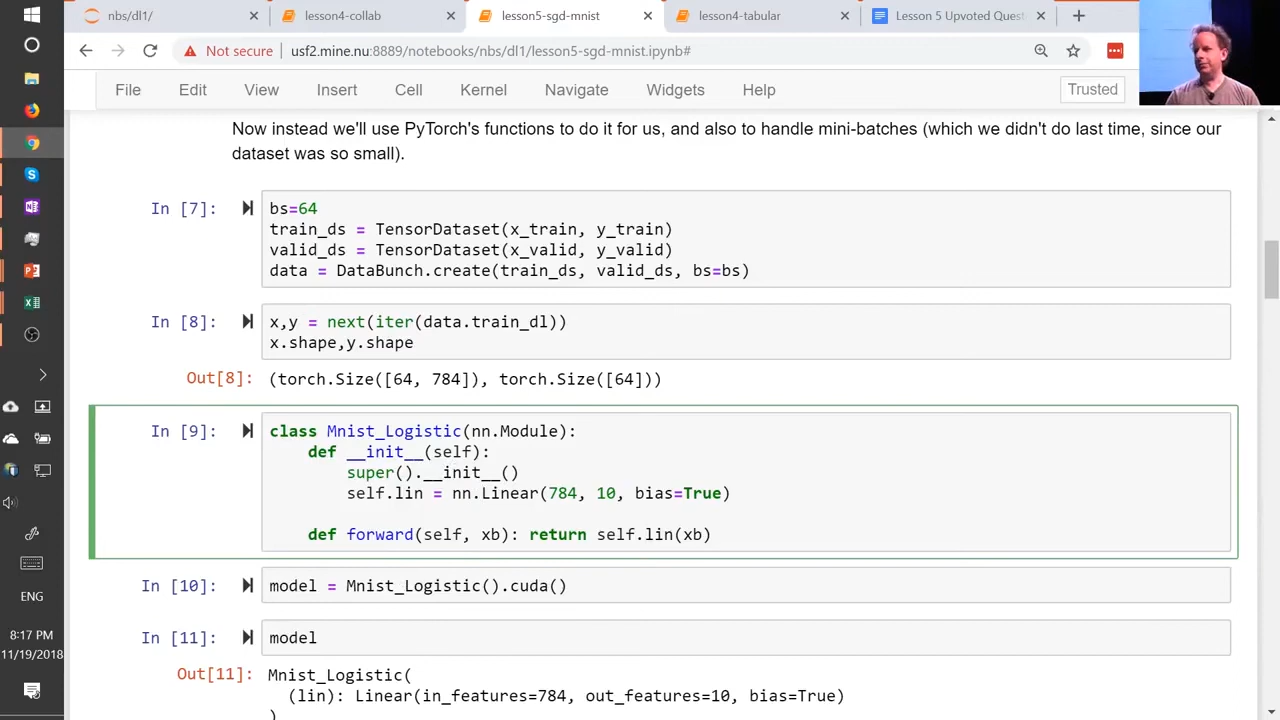 nbs/dl1/
lesson4-collab
lesson5-sgd-mnist
lesson4-tabular
Lesson 5 Upvoted Quest
Not secure
usf2.mine.nu:8889/notebooks/nbs/dl1/lesson5-sgd-mnist.ipynb#
File Edit View Insert Cell Kernel Navigate Widgets Help Trusted
Now instead we'll use PyTorch's functions to do it for us, and also to handle mini-batches (which we didn't do last time, since our
dataset was so small).
In [7]: bs=64
train_ds = TensorDataset(x_train, y_train)
valid_ds = TensorDataset(x_valid, y_valid)
data = DataBunch.create(train_ds, valid_ds, bs=bs)
In [8]: x,y = next(iter(data.train_dl))
x.shape,y.shape
Out[8]: (torch.Size([64, 784]), torch.Size([64]))
In [9]: class Mnist_Logistic(nn.Module):
def __init__(self):
super().__init__()
self.lin = nn.Linear(784, 10, bias=True)
def forward(self, xb): return self.lin(xb)
In [10]: model = Mnist_Logistic().cuda()
In [11]: model
Out[11]: Mnist_Logistic(
(lin): Linear(in_features=784, out_features=10, bias=True)
)
ENG
8:17 PM
11/19/2018